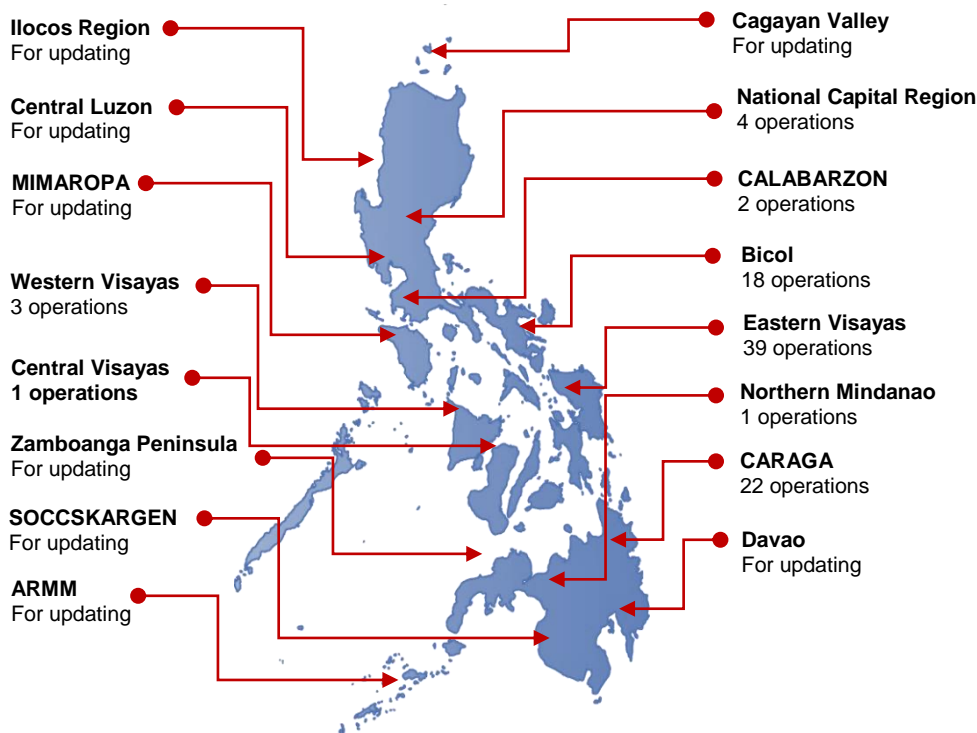 Ilocos Region
For updating
Central Luzon
For updating
MIMAROPA
For updating
Western Visayas
3 operations
Central Visayas
1 operations
Zamboanga Peninsula
For updating
SOCCSKARGEN
For updating
ARMM
For updating
Cagayan Valley
For updating
National Capital Region
4 operations
CALABARZON
2 operations
Bicol
18 operations
Eastern Visayas
39 operations
Northern Mindanao
1 operations
CARAGA
22 operations
Davao
For updating